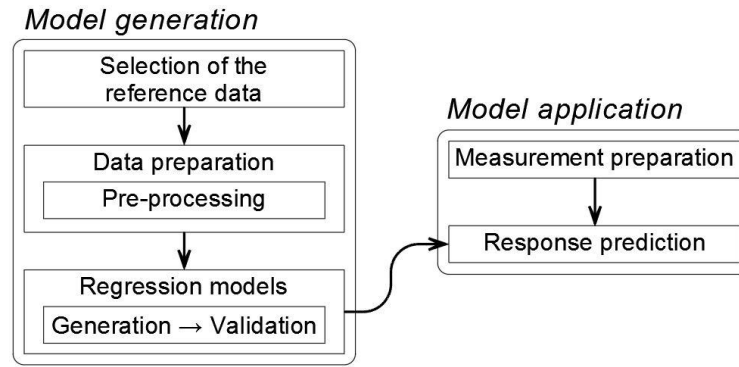 Model generation
Selection of the
reference data
Data preparation
Pre-processing
Regression models
Generation → Validation
Model application
Measurement preparation
Response prediction